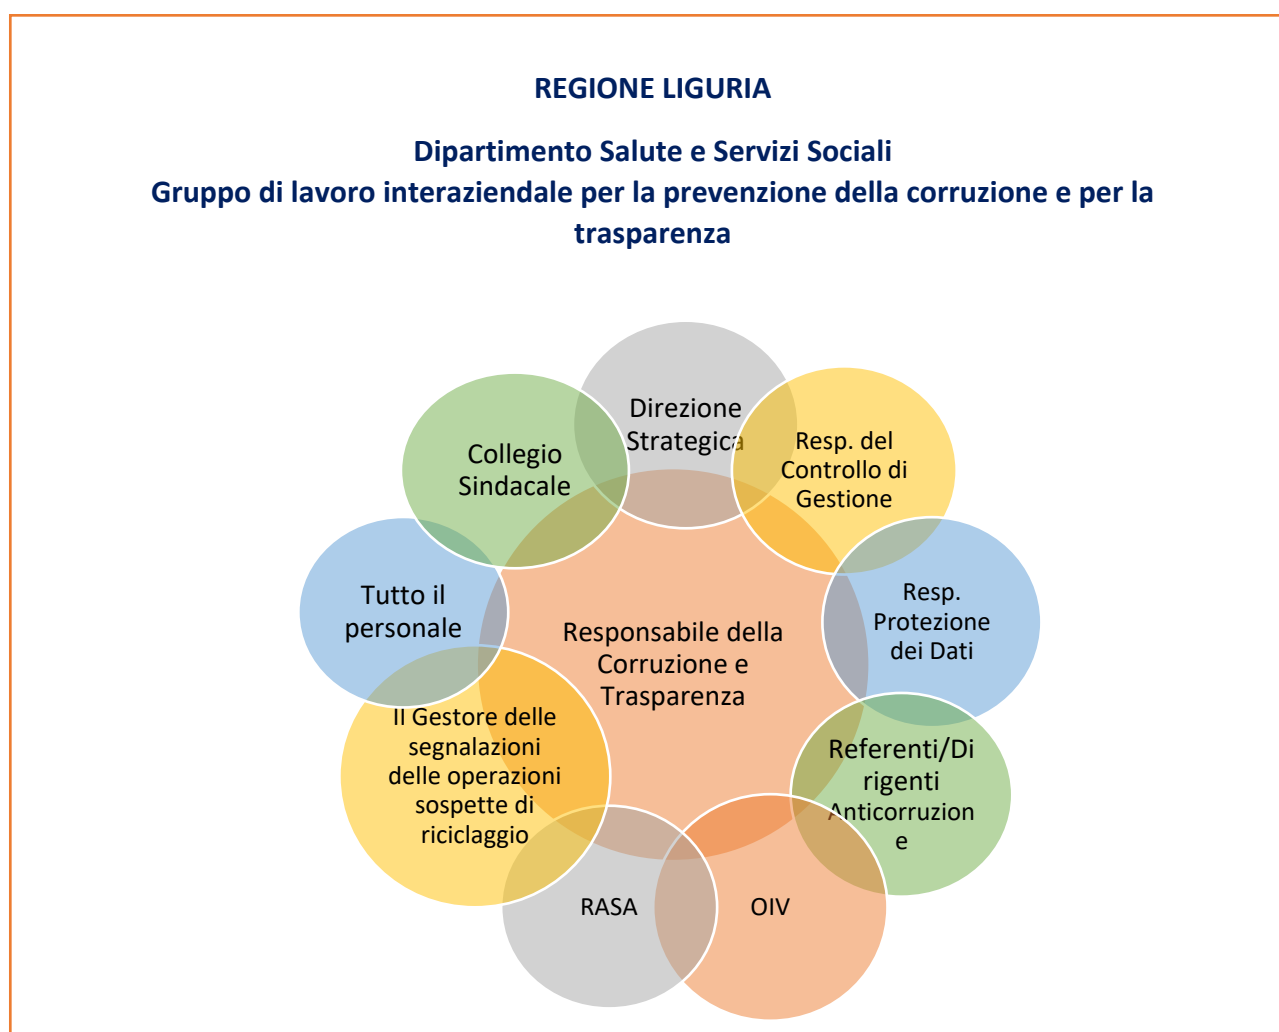 REGIONE LIGURIA
Dipartimento Salute e Servizi Sociali
Gruppo di lavoro interaziendale per la prevenzione della corruzione e per la
trasparenza
Direzione
Strategica
Resp. del
Controllo di
Gestione
Resp.
Protezione
dei Dati
Referenti/Di
rigenti
Anticorruzion
e
OIV
RASA
Il Gestore delle
segnalazioni
delle operazioni
sospette di
riciclaggio
Tutto il
personale
Collegio
Sindacale
Responsabile della
Corruzione e
Trasparenza